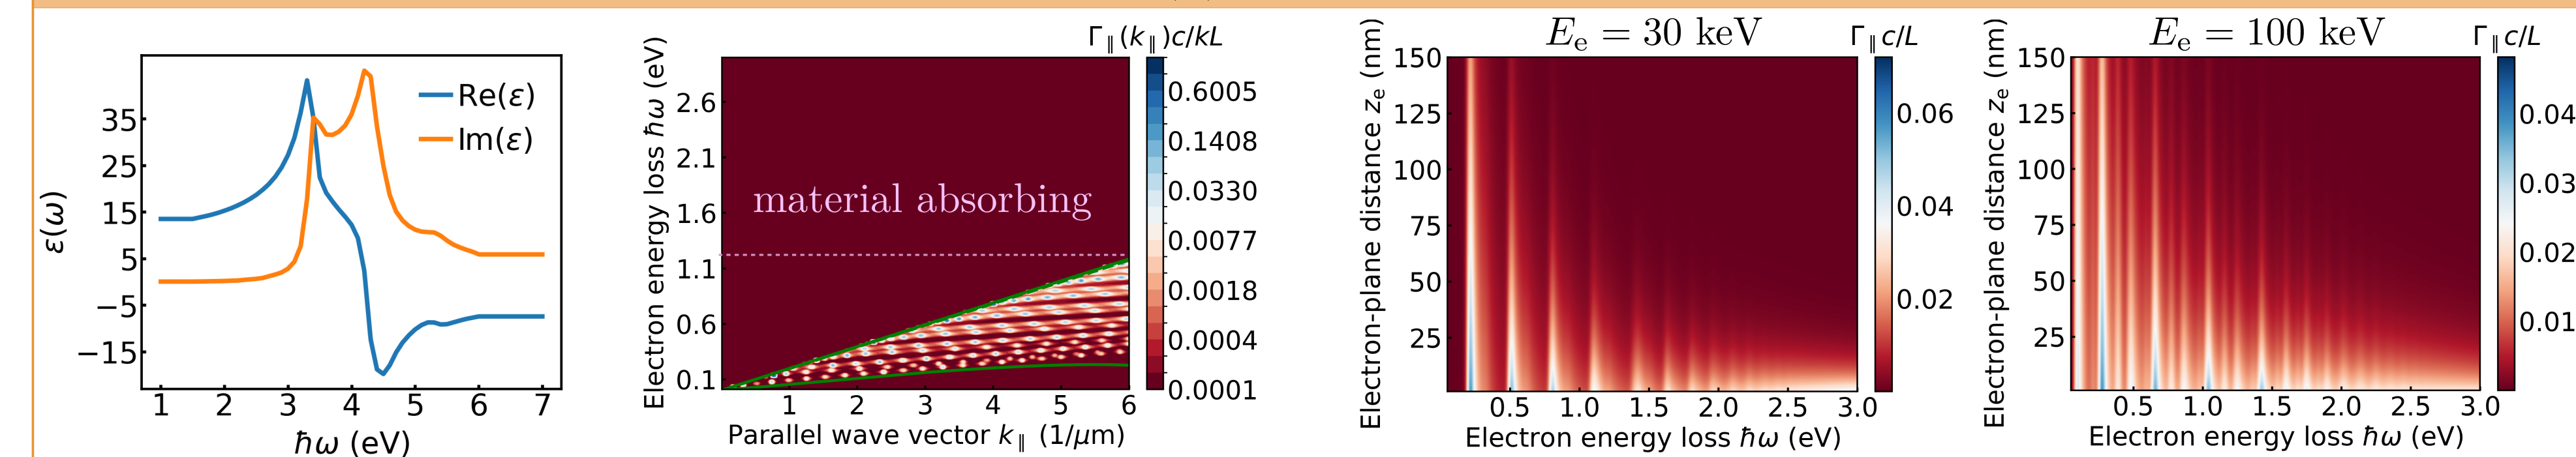 ε(ω)
35
25
15
5
−5
−15
Re(ε)
Im(ε)
1 2 3 4 5 6 7
ħω (eV)
Electron energy loss ħω (eV)
2.6
2.1
1.6
1.1
0.6
0.1
material absorbing
1 2 3 4 5 6
Parallel wave vector k∥ (1/μm)
Γ∥(k∥)c/kL
0.6005
0.1408
0.0330
0.0077
0.0018
0.0004
0.0001
Electron-plane distance ze (nm)
Ee = 30 keV
150
125
100
75
50
25
0.5 1.0 1.5 2.0 2.5 3.0
Electron energy loss ħω (eV)
Γ∥c/L
0.06
0.04
0.02
Electron-plane distance ze (nm)
Ee = 100 keV
150
125
100
75
50
25
0.5 1.0 1.5 2.0 2.5 3.0
Electron energy loss ħω (eV)
Γ∥c/L
0.04
0.03
0.02
0.01